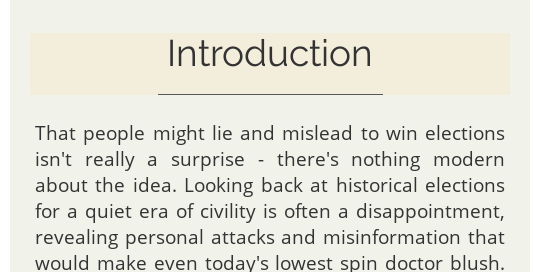 Introduction
That people might lie and mislead to win elections
isn't really a surprise - there's nothing modern
about the idea. Looking back at historical elections
for a quiet era of civility is often a disappointment,
revealing personal attacks and misinformation that
would make even today's lowest spin doctor blush.